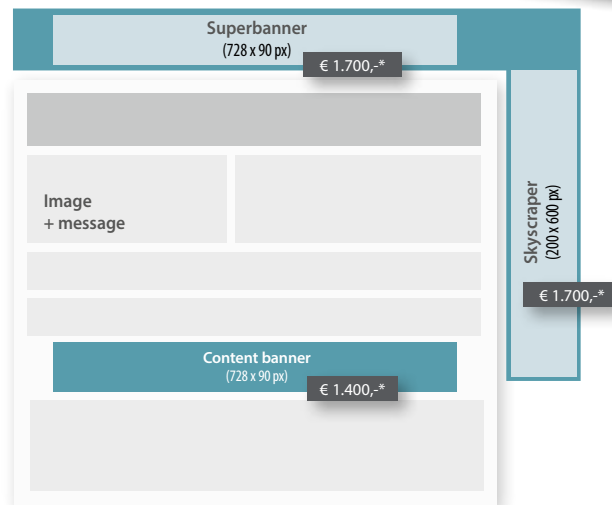 Superbanner
(728 x 90 px)
€ 1.700,-*
Image
+ message
Skyscraper
(200 x 600 px)
€ 1.700,-*
Content banner
(728 x 90 px)
€ 1.400,-*